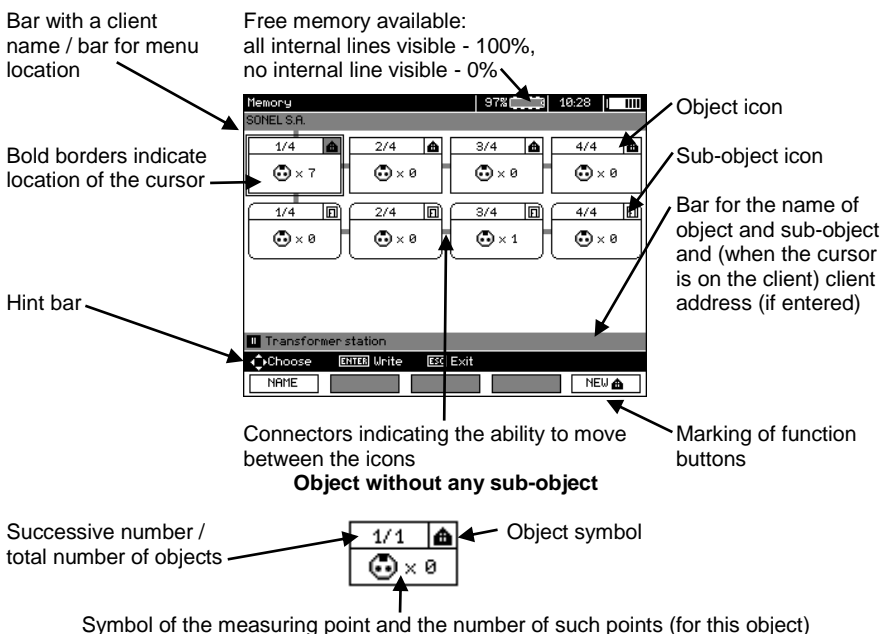 Bar with a client
name / bar for menu
location
Free memory available:
all internal lines visible - 100%,
no internal line visible - 0%
Memory 97% 10:28
SONEL S.A.
1/4 2/4 3/4 4/4
× 7 × 0 × 0 × 0
1/4 2/4 3/4 4/4
× 0 × 0 × 1 × 0
Transformer station
Choose ENTER Write ESC Exit
NAME NEW
Bold borders indicate
location of the cursor
Hint bar
Object icon
Sub-object icon
Bar for the name of
object and sub-object
and (when the cursor
is on the client) client
address (if entered)
Connectors indicating the ability to move
between the icons
Marking of function
buttons
Object without any sub-object
Successive number /
total number of objects
1/1
× 0
Object symbol
Symbol of the measuring point and the number of such points (for this object)